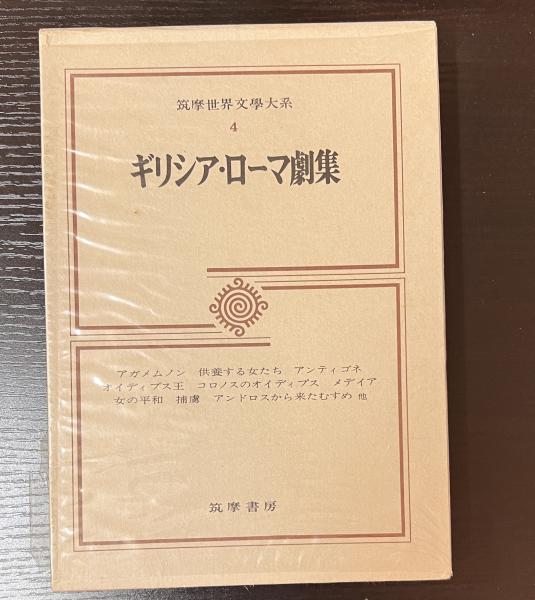 筑摩世界文學大系
4
ギリシア・ローマ劇集
アガメムノン 供養する女たち アンティゴネ
オイディプス王 コロノスのオイディプス メデイア
女の平和 捕虜 アンドロスから来たむすめ 他
筑摩書房